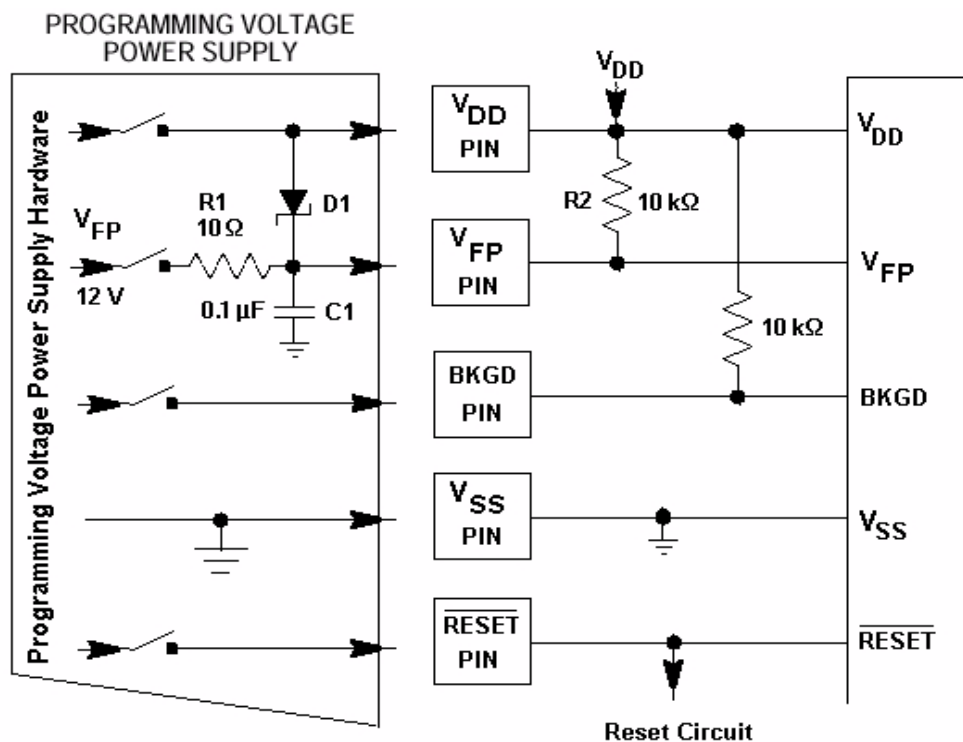 PROGRAMMING VOLTAGE
POWER SUPPLY
Programming Voltage Power Supply Hardware
D1
R1
10 Ω
VFP
12 V
0.1 µF
C1
VDD
PIN
VFP
PIN
BKGD
PIN
VSS
PIN
RESET
PIN
VDD
R2
10 kΩ
10 kΩ
VDD
VFP
BKGD
VSS
RESET
Reset Circuit